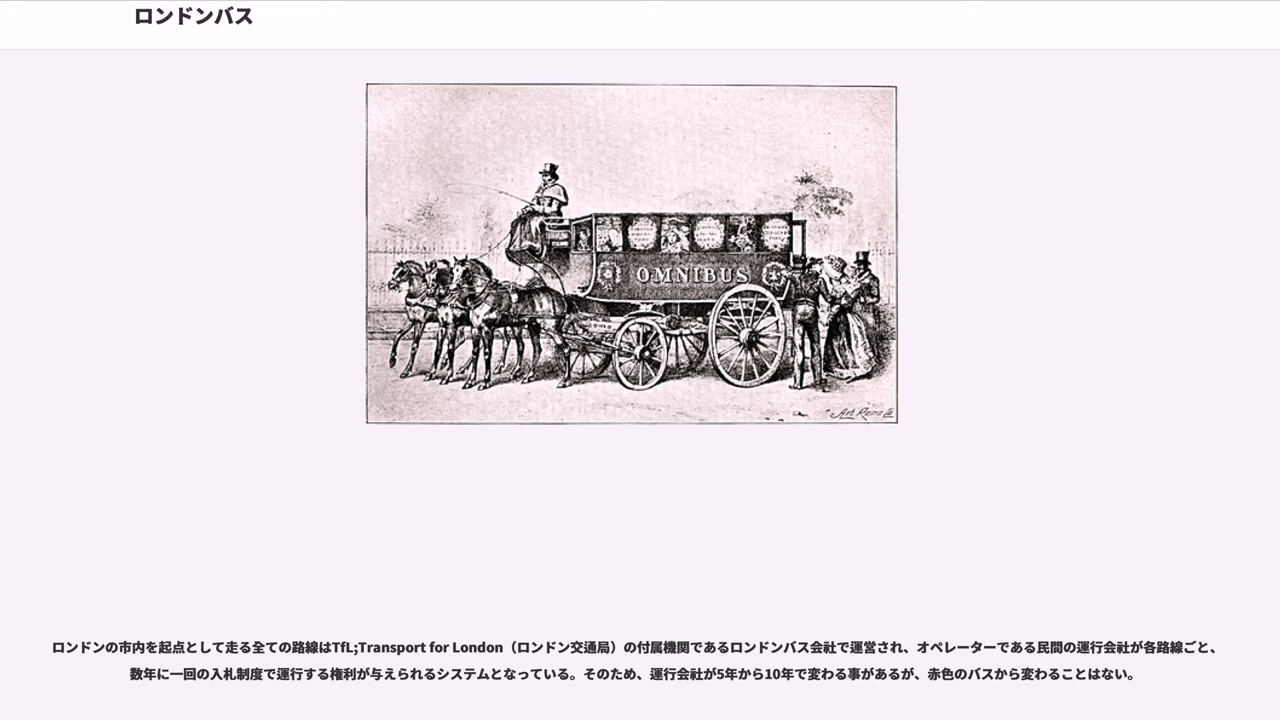 ロンドンバス
OMNIBUS
ロンドンの市内を起点として走る全ての路線はTfL;Transport for London（ロンドン交通局）の付属機関であるロンドンバス会社で運営され、オペレーターである民間の運行会社が各路線ごと、
数年に一回の入札制度で運行する権利が与えられるシステムとなっている。そのため、運行会社が5年から10年で変わる事があるが、赤色のバスから変わることはない。